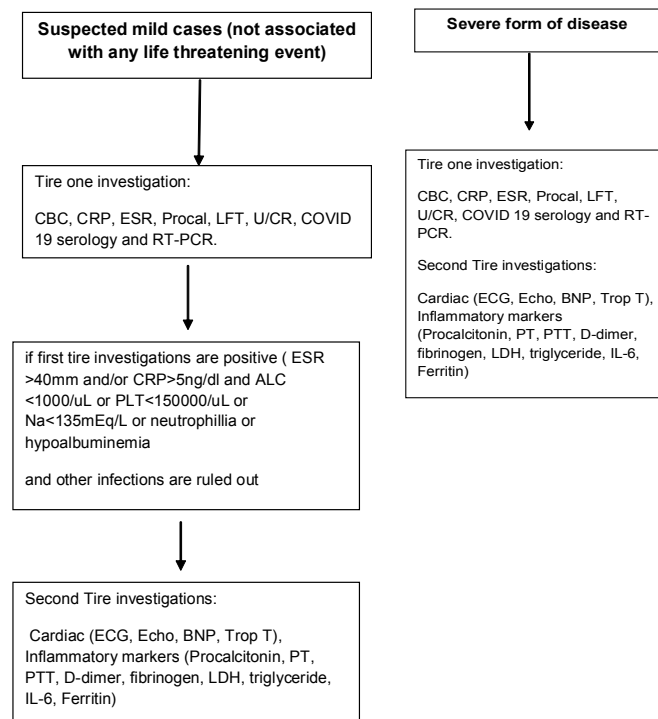 Suspected mild cases (not associated
with any life threatening event)
Tire one investigation:
CBC, CRP, ESR, Procal, LFT, U/CR, COVID
19 serology and RT-PCR.
if first tire investigations are positive ( ESR
>40mm and/or CRP>5ng/dl and ALC
<1000/uL or PLT<150000/uL or
Na<135mEq/L or neutrophillia or
hypoalbuminemia
and other infections are ruled out
Second Tire investigations:
Cardiac (ECG, Echo, BNP, Trop T),
Inflammatory markers (Procalcitonin, PT,
PTT, D-dimer, fibrinogen, LDH, triglyceride,
IL-6, Ferritin)
Severe form of disease
Tire one investigation:
CBC, CRP, ESR, Procal, LFT,
U/CR, COVID 19 serology and RT-
PCR.
Second Tire investigations:
Cardiac (ECG, Echo, BNP, Trop T),
Inflammatory markers
(Procalcitonin, PT, PTT, D-dimer,
fibrinogen, LDH, triglyceride, IL-6,
Ferritin)